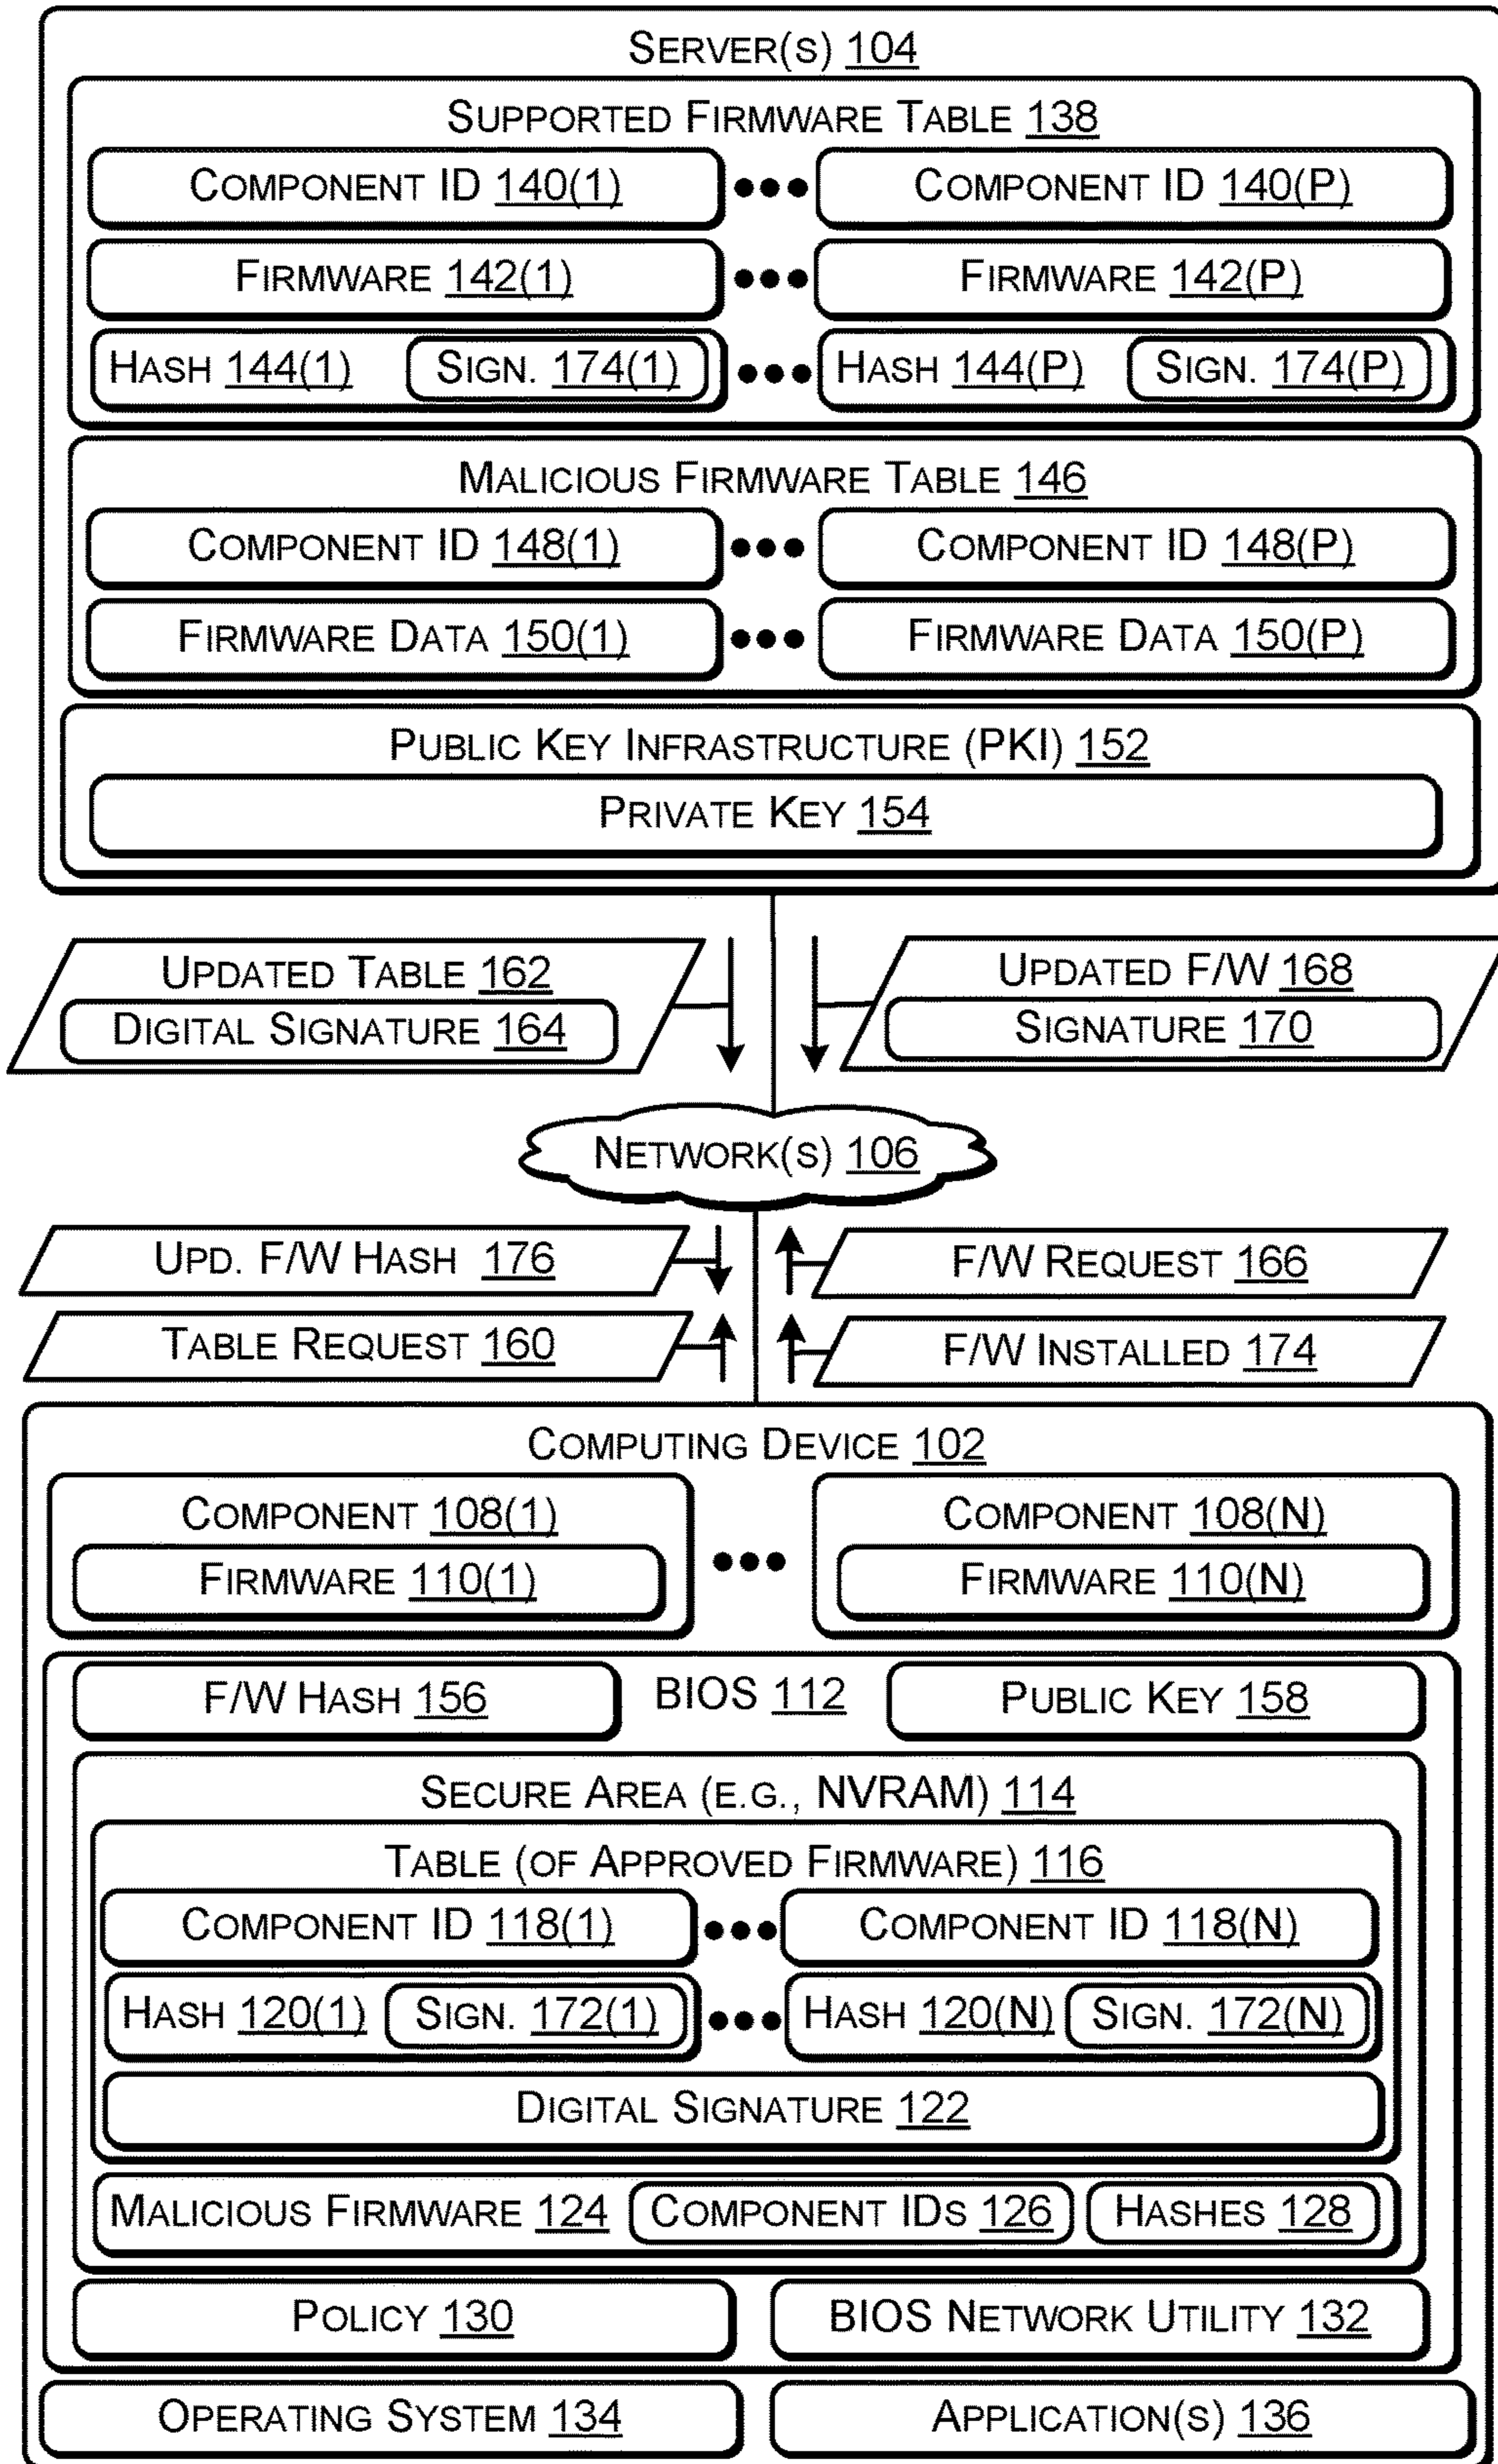 SERVER(S) 104
SUPPORTED FIRMWARE TABLE 138
COMPONENT ID 140(1) ••• COMPONENT ID 140(P)
FIRMWARE 142(1) ••• FIRMWARE 142(P)
HASH 144(1) SIGN. 174(1) ••• HASH 144(P) SIGN. 174(P)
MALICIOUS FIRMWARE TABLE 146
COMPONENT ID 148(1) ••• COMPONENT ID 148(P)
FIRMWARE DATA 150(1) ••• FIRMWARE DATA 150(P)
PUBLIC KEY INFRASTRUCTURE (PKI) 152
PRIVATE KEY 154
UPDATED TABLE 162
DIGITAL SIGNATURE 164
UPDATED F/W 168
SIGNATURE 170
NETWORK(S) 106
UPD. F/W HASH 176
F/W REQUEST 166
TABLE REQUEST 160
F/W INSTALLED 174
COMPUTING DEVICE 102
COMPONENT 108(1)
FIRMWARE 110(1)
•••
COMPONENT 108(N)
FIRMWARE 110(N)
F/W HASH 156
BIOS 112
PUBLIC KEY 158
SECURE AREA (E.G., NVRAM) 114
TABLE (OF APPROVED FIRMWARE) 116
COMPONENT ID 118(1) ••• COMPONENT ID 118(N)
HASH 120(1) SIGN. 172(1) ••• HASH 120(N) SIGN. 172(N)
DIGITAL SIGNATURE 122
MALICIOUS FIRMWARE 124 COMPONENT IDS 126 HASHES 128
POLICY 130
BIOS NETWORK UTILITY 132
OPERATING SYSTEM 134
APPLICATION(S) 136